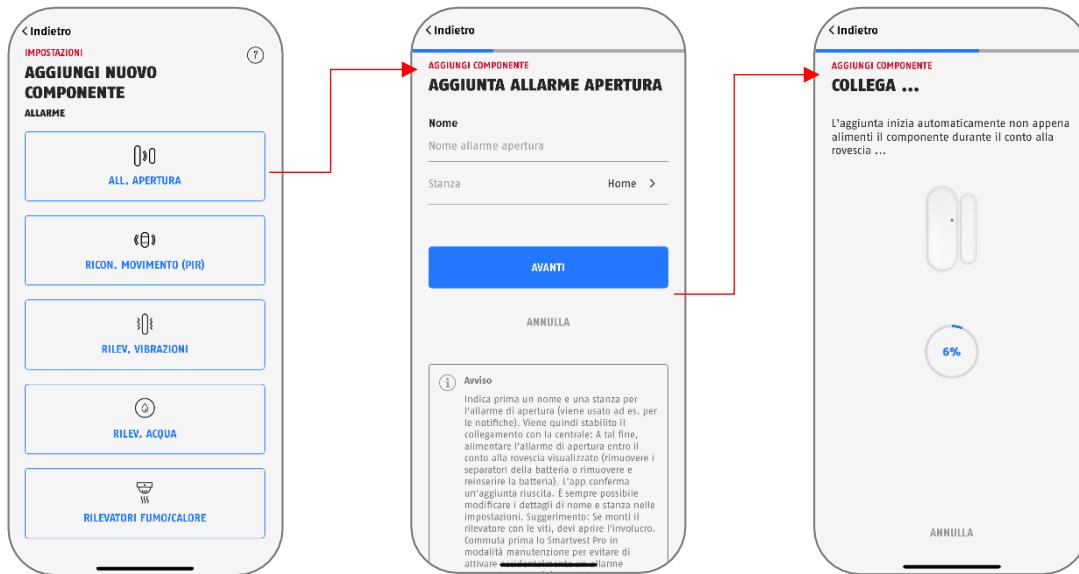 Indietro
IMPOSTAZIONI
?
AGGIUNGI NUOVO
COMPONENTE
ALLARME
ALL. APERTURA
RICON. MOVIMENTO (PIR)
RILEV. VIBRAZIONI
RILEV. ACQUA
RILEVATORI FUMO/CALORE
Indietro
AGGIUNGI COMPONENTE
AGGIUNTA ALLARME APERTURA
Nome
Nome allarme apertura
Stanza Home
AVANTI
ANNULLA
i Avviso
Indica prima un nome e una stanza per
l'allarme di apertura (viene usato ad es. per
le notifiche). Viene quindi stabilito il
collegamento con la centrale: A tal fine,
alimentare l'allarme di apertura entro il
conto alla rovescia visualizzato (rimuovere i
separatori della batteria o rimuovere e
reinserire la batteria). L'app conferma
un'aggiunta riuscita. È sempre possibile
modificare i dettagli di nome e stanza nelle
impostazioni. Suggerimento: Se monti il
rilevatore con le viti, devi aprire l'involucro.
Commuta prima lo Smartvest Pro in
modalità manutenzione per evitare di
attivare accidentalmente un allarme
Indietro
AGGIUNGI COMPONENTE
COLLEGA ...
L'aggiunta inizia automaticamente non appena
alimenti il componente durante il conto alla
rovescia ...
6%
ANNULLA